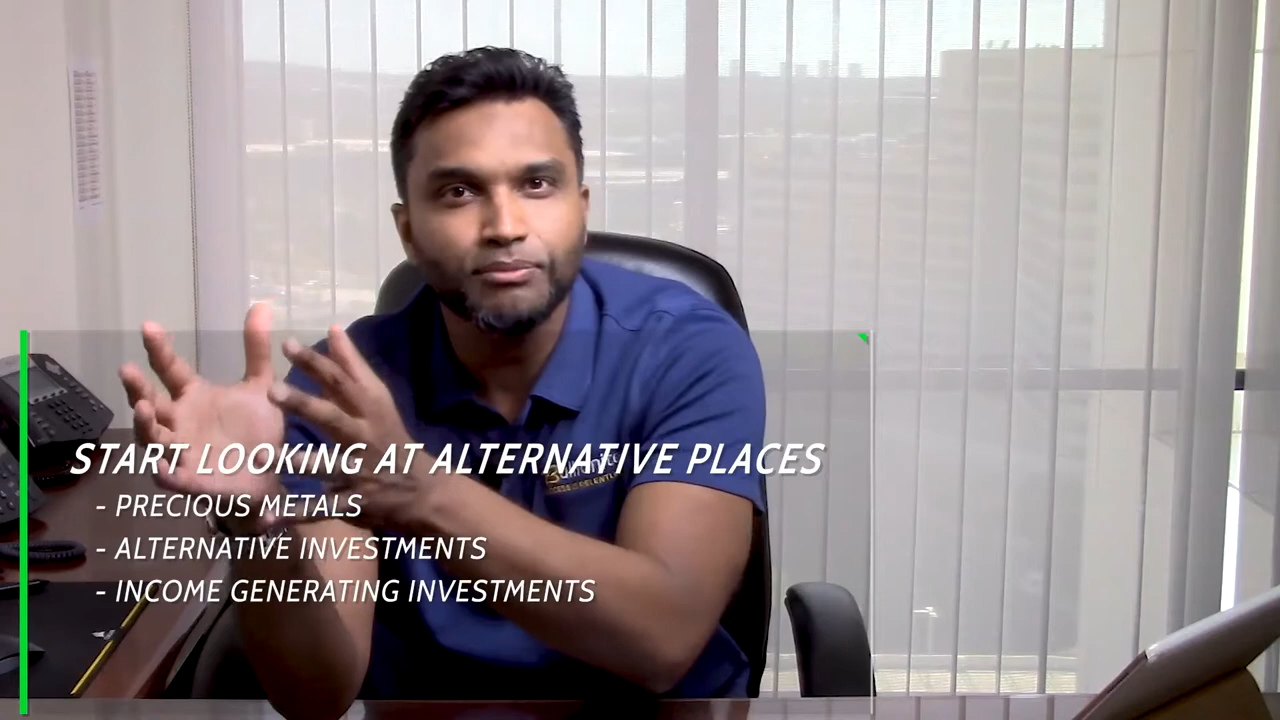 START LOOKING AT ALTERNATIVE PLACES
- PRECIOUS METALS
- ALTERNATIVE INVESTMENTS
- INCOME GENERATING INVESTMENTS